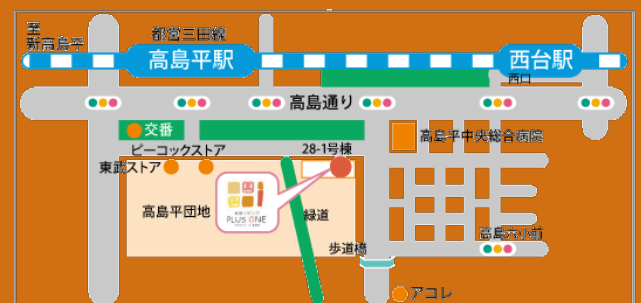 至
新高島平
都営三田線
高島平駅
西台駅
西口
高島通り
交番
高島平中央総合病院
ピーコックストア
28-1号棟
東武ストア
PLUS ONE
高島平団地
緑道
高島六小前
歩道橋
アコレ